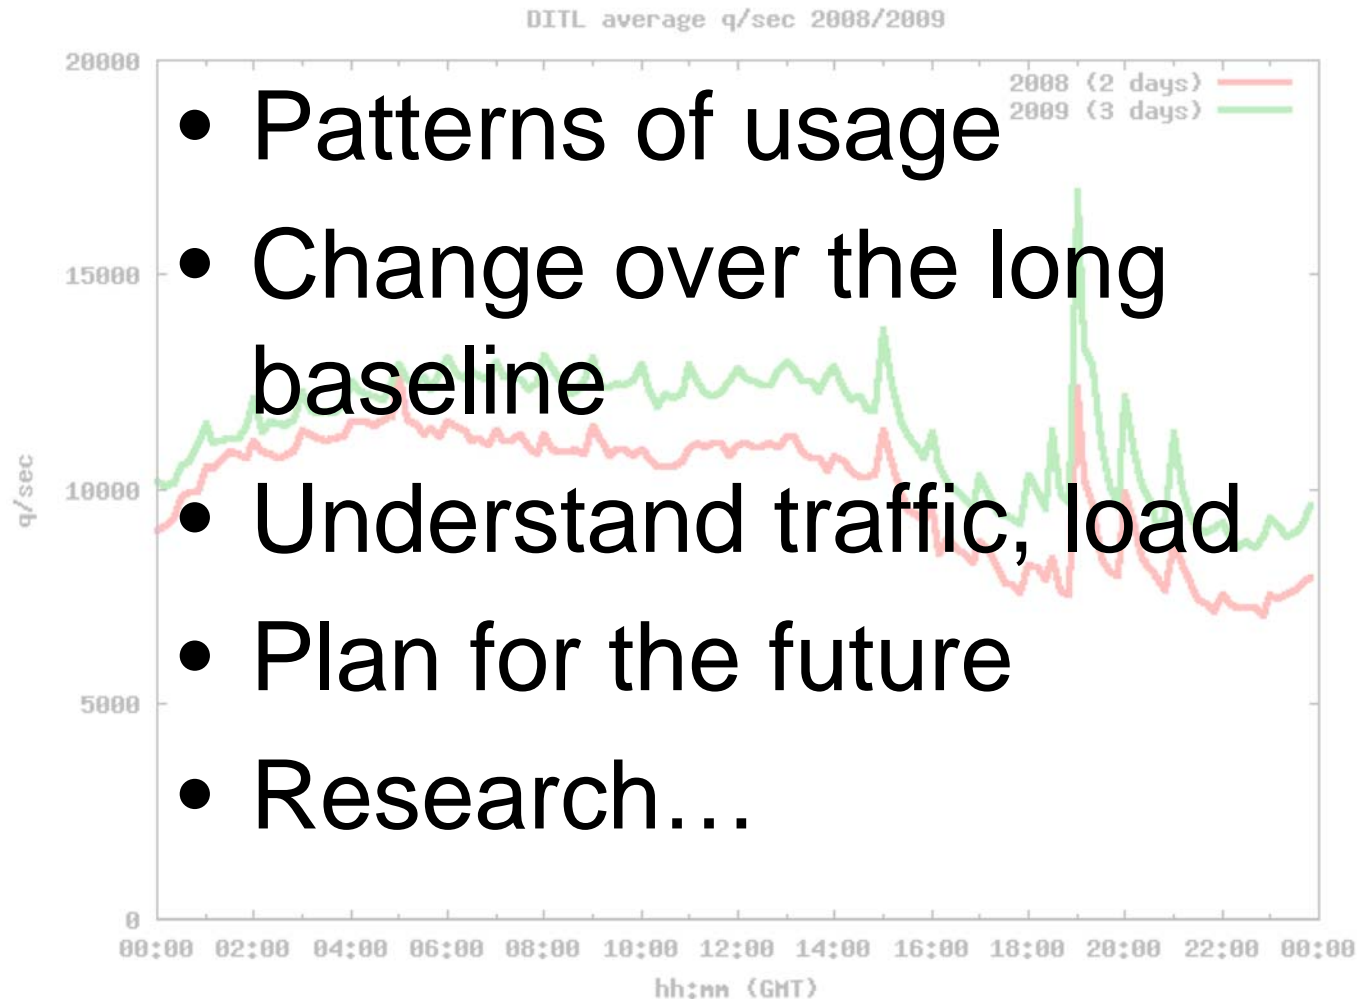 DITL average q/sec 2008/2009
2008 (2 days)
2009 (3 days)
• Patterns of usage
• Change over the long
baseline
• Understand traffic, load
• Plan for the future
• Research…
q/sec
20000
15000
10000
5000
0
00:00 02:00 04:00 06:00 08:00 10:00 12:00 14:00 16:00 18:00 20:00 22:00 00:00
hh:mm (GMT)